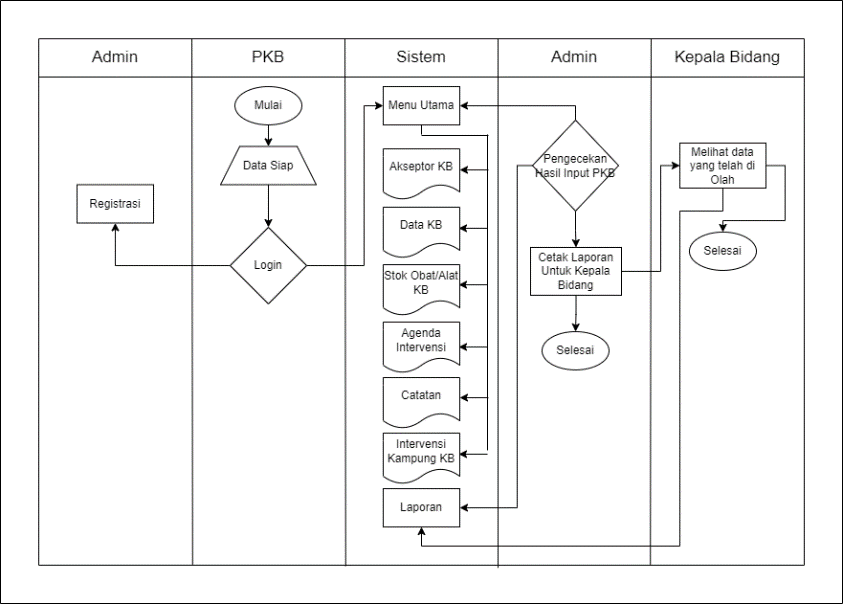 Admin
PKB
Sistem
Admin
Kepala Bidang
Mulai
Data Siap
Registrasi
Login
Menu Utama
Akseptor KB
Data KB
Stok Obat/Alat
KB
Agenda
Intervensi
Catatan
Intervensi
Kampung KB
Laporan
Pengecekan
Hasil Input PKB
Cetak Laporan
Untuk Kepala
Bidang
Selesai
Melihat data
yang telah di
Olah
Selesai